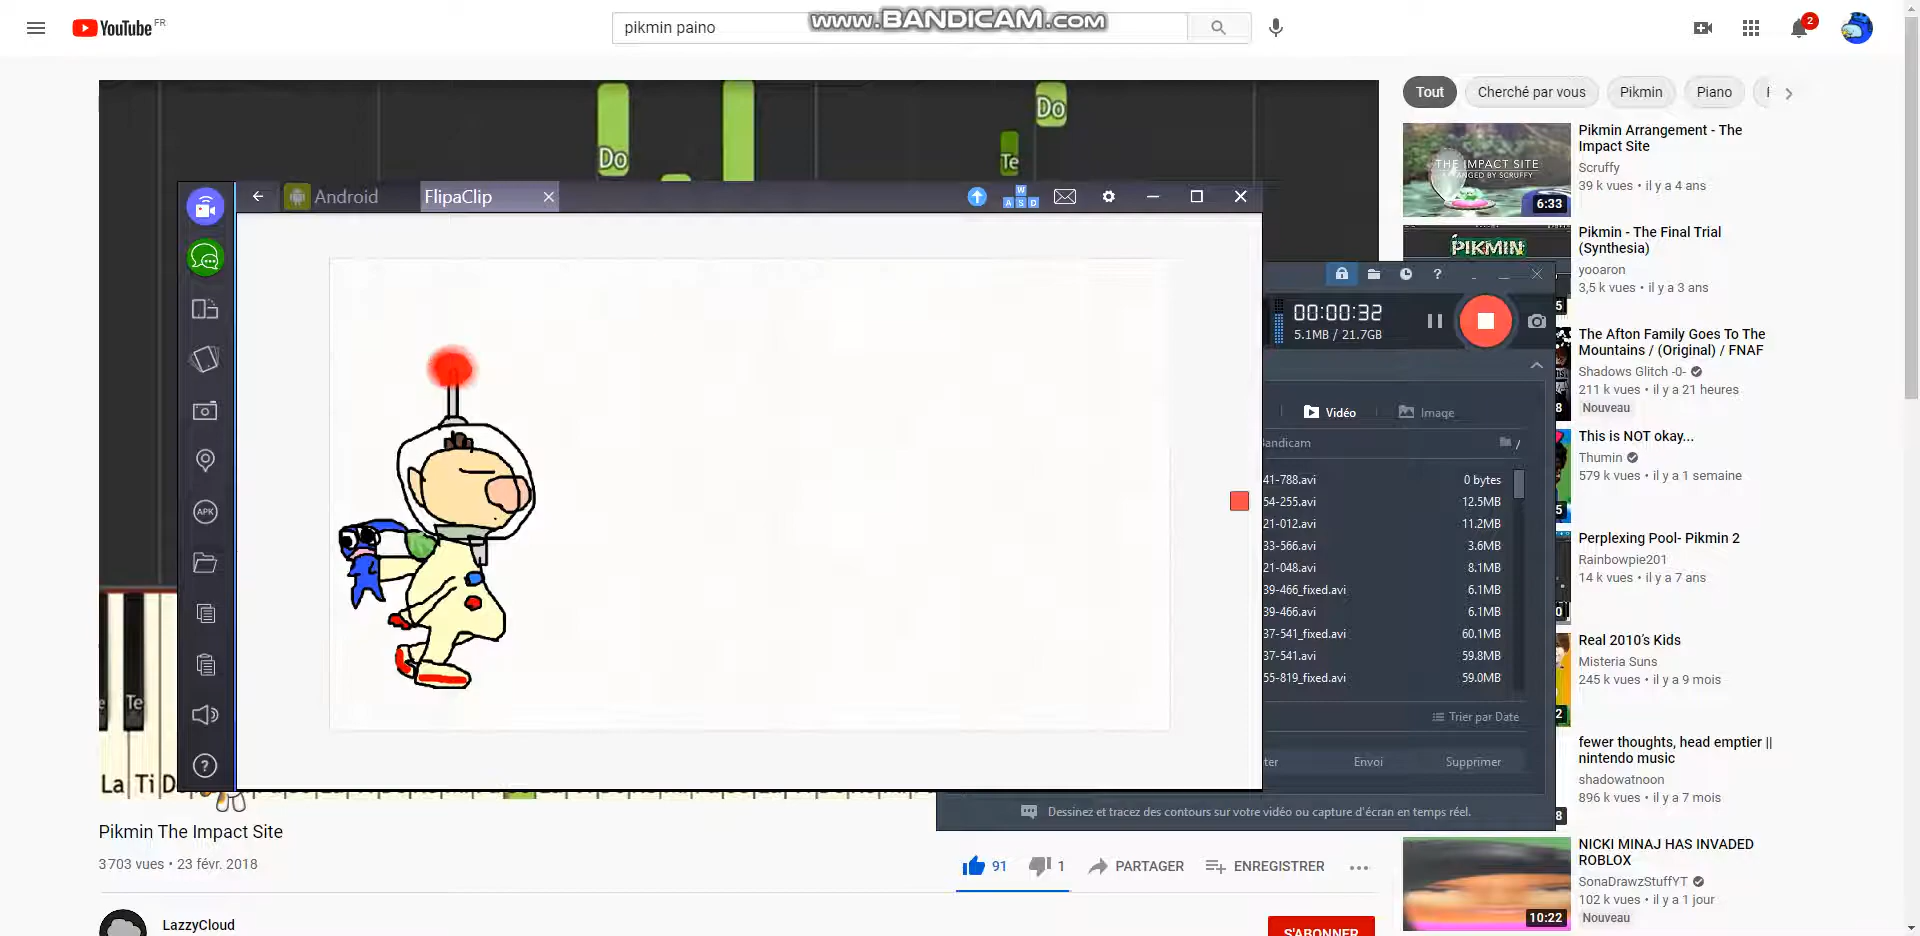 YouTube FR
pikmin paino
www.BANDICAM.com
2
Do
Do
Te
Te
La Ti D
Android
FlipaClip
W
A S D
APK
00:00:32
5.1MB / 21.7GB
Vidéo
Image
Bandicam
/
41-788.avi 0 bytes
54-255.avi 12.5MB
21-012.avi 11.2MB
33-566.avi 3.6MB
21-048.avi 8.1MB
39-466_fixed.avi 6.1MB
39-466.avi 6.1MB
37-541_fixed.avi 60.1MB
37-541.avi 59.8MB
55-819_fixed.avi 59.0MB
Trier par Date
Envoi
Supprimer
Dessinez et tracez des contours sur votre vidéo ou capture d'écran en temps réel.
Pikmin The Impact Site
3 703 vues • 23 févr. 2018
91
1
PARTAGER
ENREGISTRER
LazzyCloud
S'ABONNER
Tout
Cherché par vous
Pikmin
Piano
THE IMPACT SITE
ARRANGED BY SCRUFFY
6:33
Pikmin Arrangement - The
Impact Site
Scruffy
39 k vues • il y a 4 ans
PIKMIN
Pikmin - The Final Trial
(Synthesia)
yooaron
3,5 k vues • il y a 3 ans
The Afton Family Goes To The
Mountains / (Original) / FNAF
Shadows Glitch -0-
211 k vues • il y a 21 heures
Nouveau
This is NOT okay...
Thumin
579 k vues • il y a 1 semaine
Perplexing Pool- Pikmin 2
Rainbowpie201
14 k vues • il y a 7 ans
Real 2010's Kids
Misteria Suns
245 k vues • il y a 9 mois
fewer thoughts, head emptier ||
nintendo music
shadowatnoon
896 k vues • il y a 7 mois
10:22
NICKI MINAJ HAS INVADED
ROBLOX
SonaDrawzStuffYT
102 k vues • il y a 1 jour
Nouveau